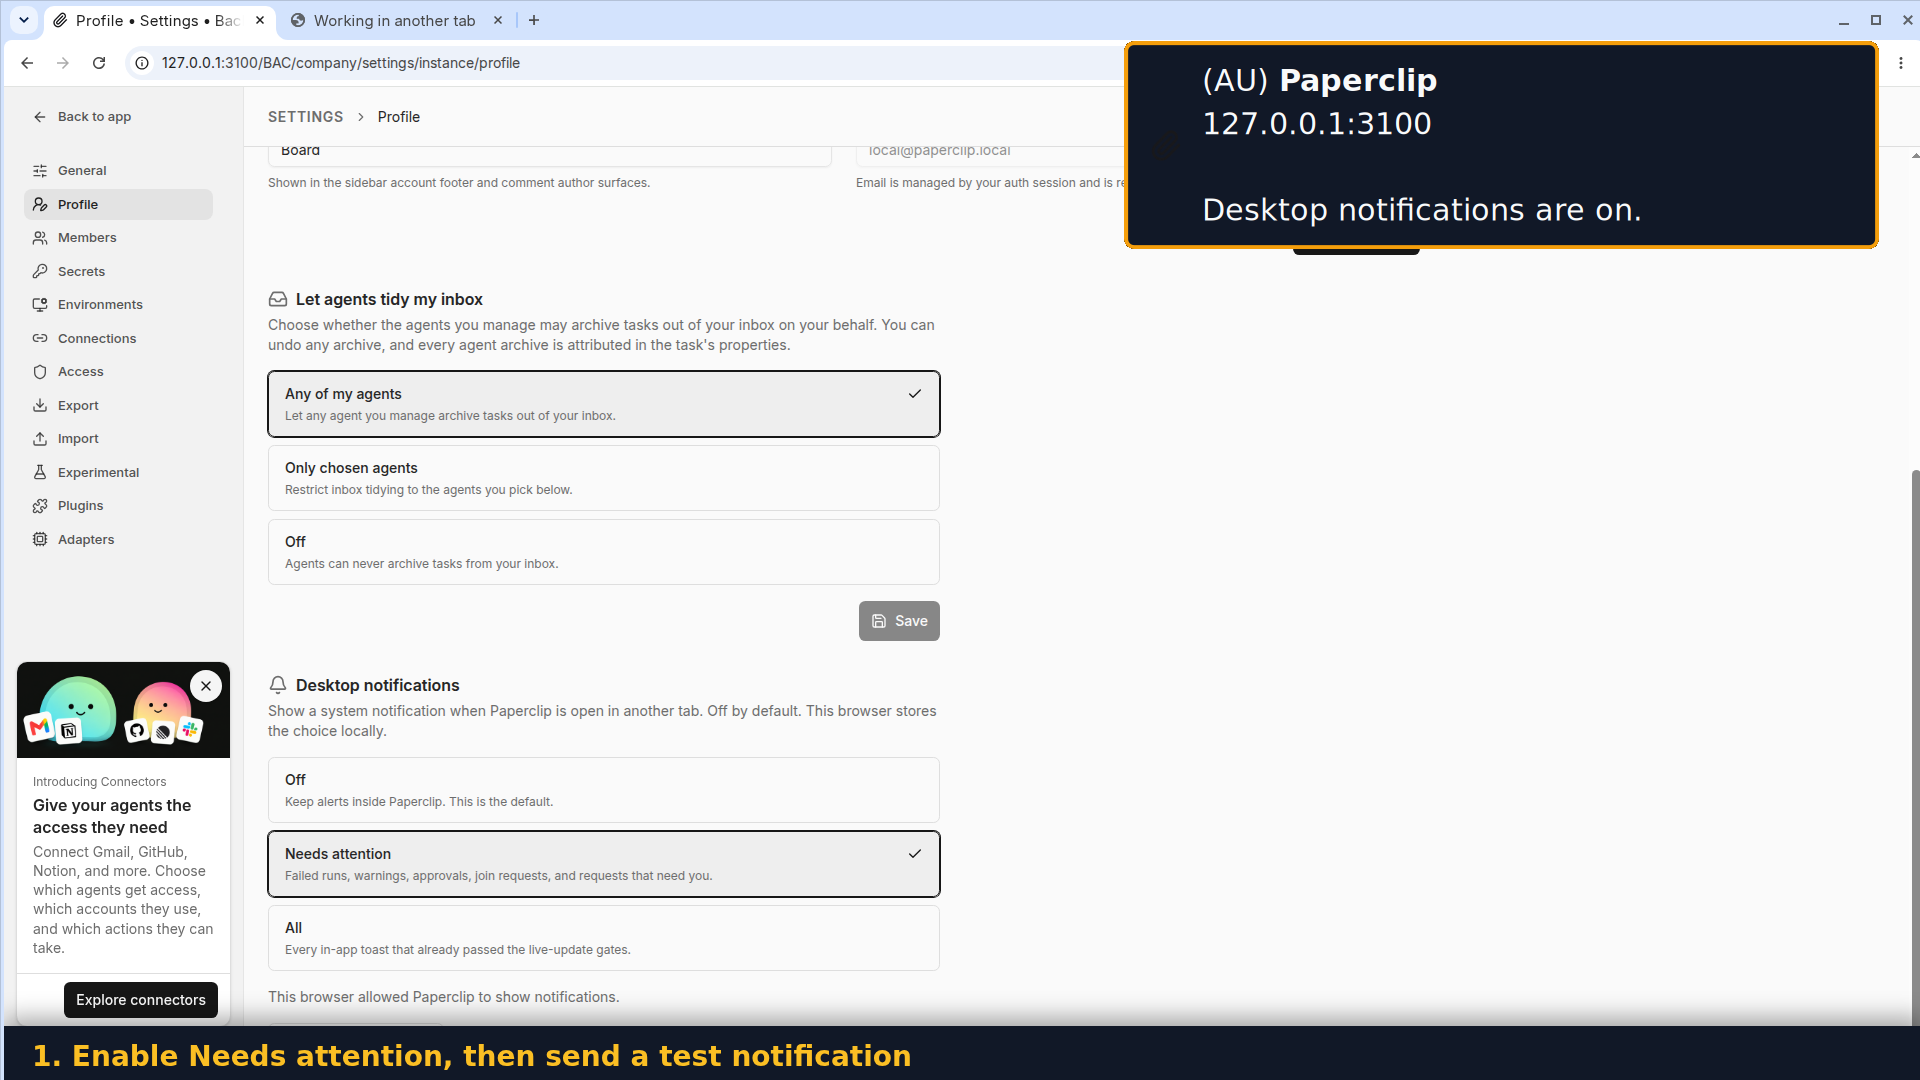 Profile • Settings • Bac
Working in another tab
127.0.0.1:3100/BAC/company/settings/instance/profile
(AU) Paperclip
127.0.0.1:3100
Desktop notifications are on.
Back to app
General
Profile
Members
Secrets
Environments
Connections
Access
Export
Import
Experimental
Plugins
Adapters
Introducing Connectors
Give your agents the
access they need
Connect Gmail, GitHub,
Notion, and more. Choose
which agents get access,
which accounts they use,
and which actions they can
take.
Explore connectors
SETTINGS > Profile
Board
local@paperclip.local
Shown in the sidebar account footer and comment author surfaces.
Email is managed by your auth session and is re
Let agents tidy my inbox
Choose whether the agents you manage may archive tasks out of your inbox on your behalf. You can
undo any archive, and every agent archive is attributed in the task's properties.
Any of my agents
Let any agent you manage archive tasks out of your inbox.
Only chosen agents
Restrict inbox tidying to the agents you pick below.
Off
Agents can never archive tasks from your inbox.
Save
Desktop notifications
Show a system notification when Paperclip is open in another tab. Off by default. This browser stores
the choice locally.
Off
Keep alerts inside Paperclip. This is the default.
Needs attention
Failed runs, warnings, approvals, join requests, and requests that need you.
All
Every in-app toast that already passed the live-update gates.
This browser allowed Paperclip to show notifications.
1. Enable Needs attention, then send a test notification